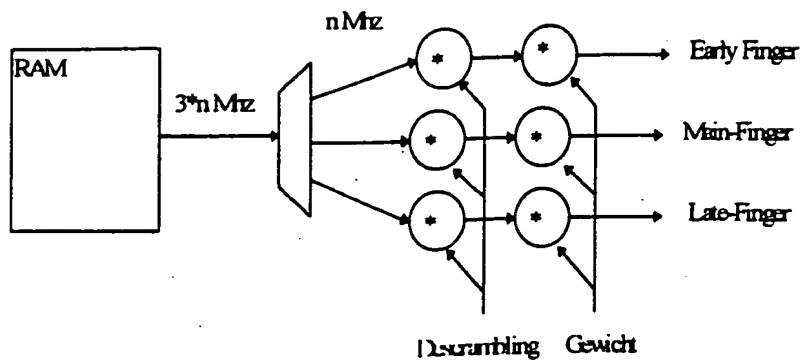 n Mhz
RAM
3*n Mhz
* *
Early Finger
* *
Main-Finger
* *
Late-Finger
Descrambling Gewicht